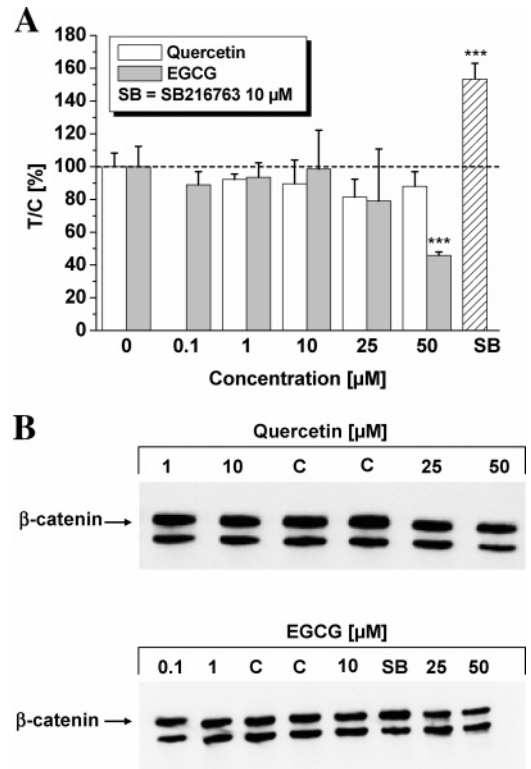 A
180
160
140
120
100
80
60
40
20
0
T/C [%]
Quercetin
EGCG
SB = SB216763 10 µM
***
***
0 0.1 1 10 25 50 SB
Concentration [µM]
B
Quercetin [µM]
1 10 C C 25 50
β-catenin
EGCG [µM]
0.1 1 C C 10 SB 25 50
β-catenin